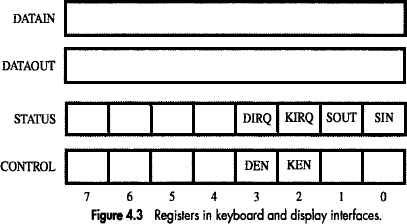 DATAIN
DATAOUT
STATUS DIRQ KIRQ SOUT SIN
CONTROL DEN KEN
7 6 5 4 3 2 1 0
Figure 4.3 Registers in keyboard and display interfaces.